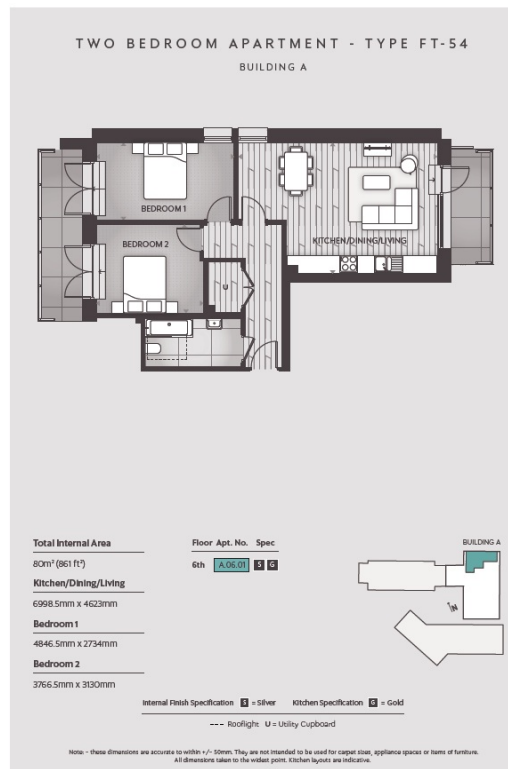 TWO BEDROOM APARTMENT - TYPE FT-54
BUILDING A
BEDROOM 1
BEDROOM 2
KITCHEN/DINING/LIVING
U
Total Internal Area
80m² (861 ft²)
Kitchen/Dining/Living
6998.5mm x 4623mm
Bedroom 1
4846.5mm x 2734mm
Bedroom 2
3766.5mm x 3130mm
Floor Apt. No. Spec
6th A.06.01 S G
BUILDING A
N
Internal Finish Specification S = Silver Kitchen Specification G = Gold
--- Rooflight U = Utility Cupboard
Note: - these dimensions are accurate to within +/- 50mm. They are not intended to be used for carpet sizes, appliance spaces or items of furniture.
All dimensions taken to the widest point. Kitchen layouts are indicative.